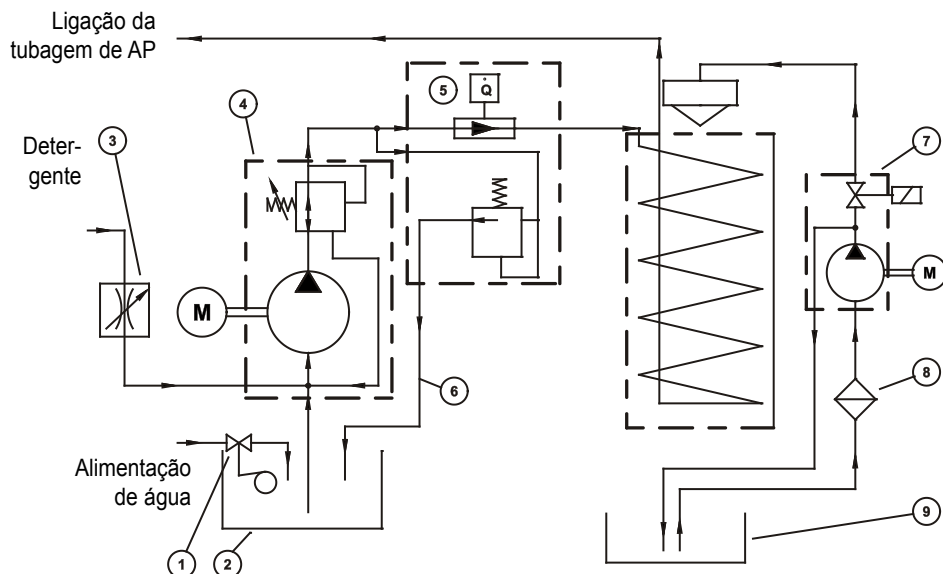 Ligação da
tubagem de AP
4
5
Q̇
3
Deter-
gente
7
M
M
6
8
Alimentação
de água
1
2
9